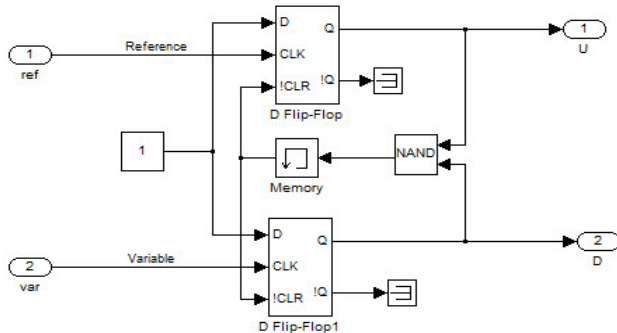 D
Q
1
Reference
CLK
1
ref
U
!CLR
!Q
D Flip-Flop
1
NAND
Memory
D
Q
2
D
2
Variable
CLK
var
!CLR
!Q
D Flip-Flop1